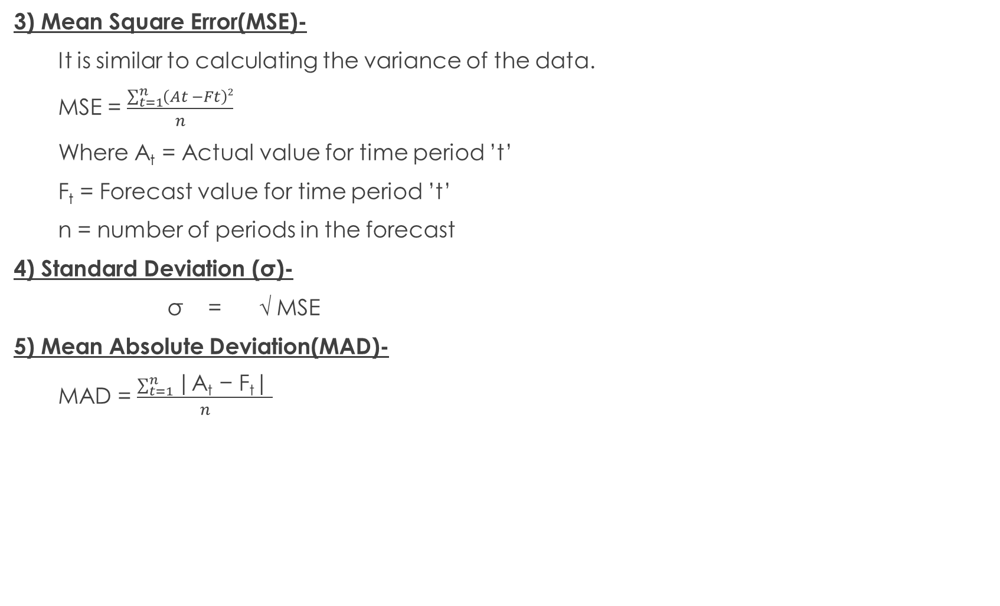 3) Mean Square Error(MSE)-
It is similar to calculating the variance of the data.
MSE = \frac{\sum_{t=1}^{n}(At - Ft)^2}{n}
Where A_t = Actual value for time period ’t’
F_t = Forecast value for time period ’t’
n = number of periods in the forecast
4) Standard Deviation (σ)-
σ = √ MSE
5) Mean Absolute Deviation(MAD)-
MAD = \frac{\sum_{t=1}^{n} | A_t − F_t |}{n}